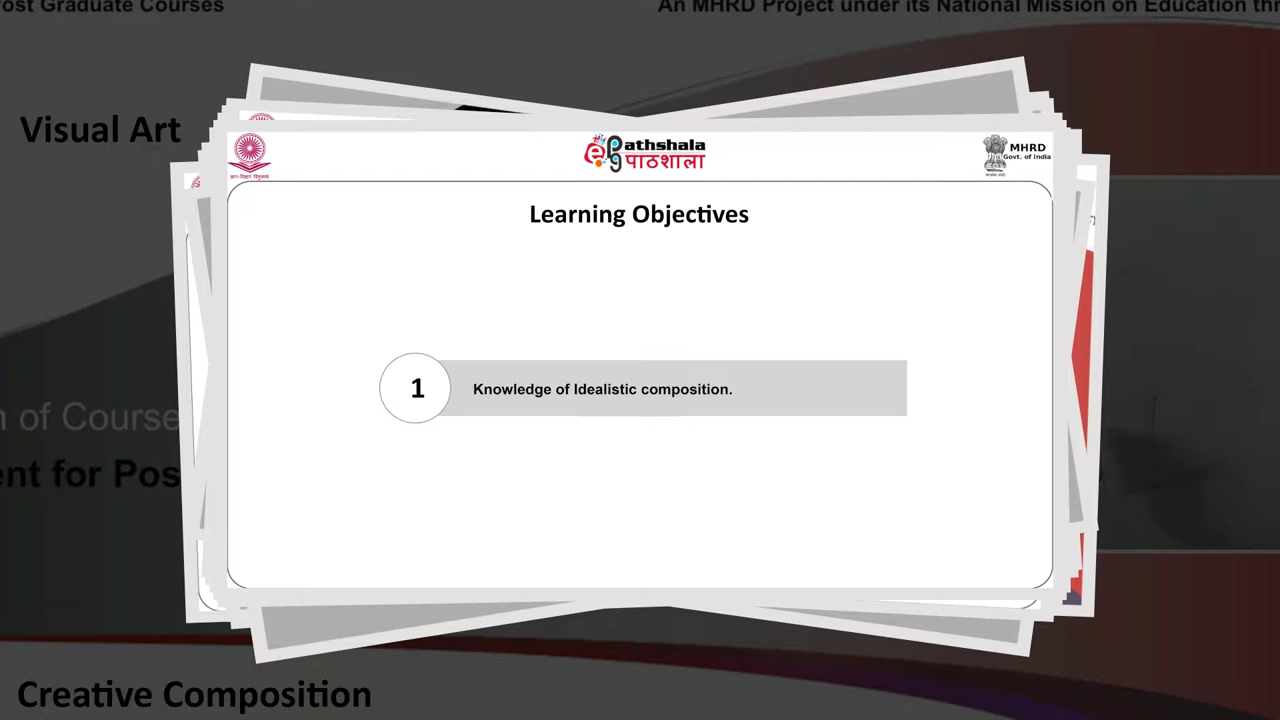 ost Graduate Courses
An MHRD Project under its National Mission on Education thr
Visual Art
ePGathshala
पाठशाला
MHRD
Govt. of India
Learning Objectives
1
Knowledge of Idealistic composition.
n of Course
ent for Pos
Creative Composition